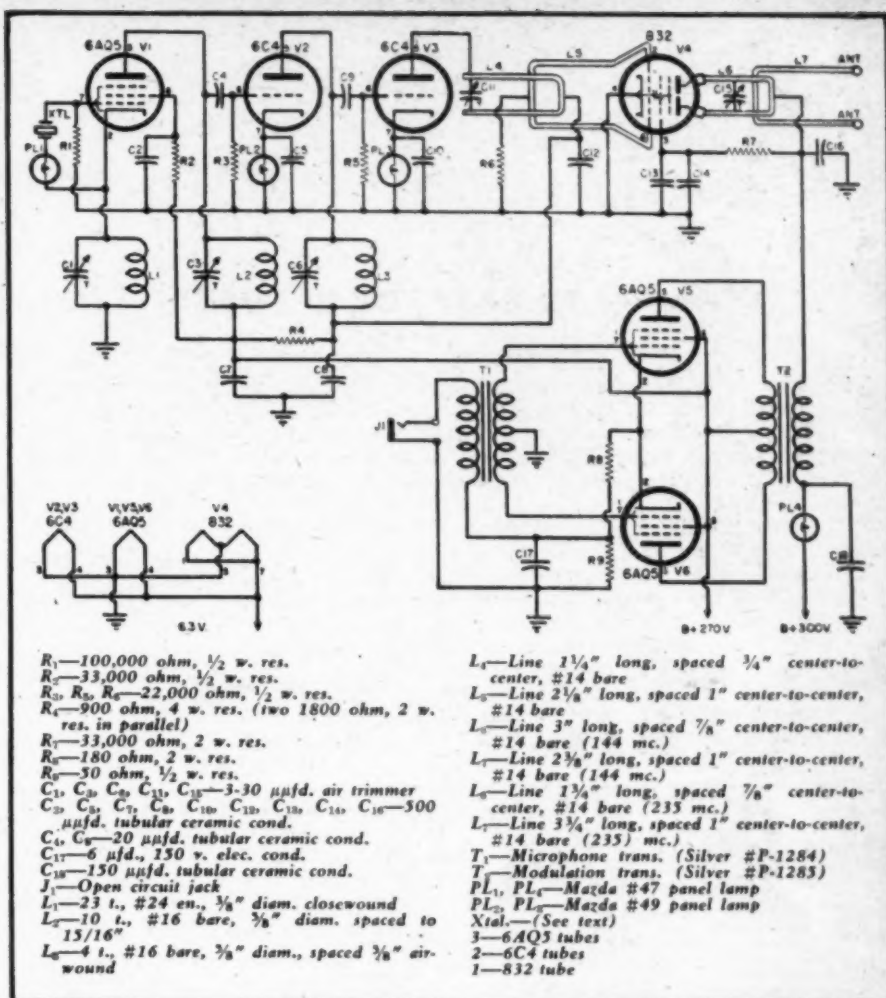 832
6AQ5 5 V1
6C4 V2
6C4 V3
V4
L4
L5
L6
L7
ANT
ANT
XTL
PL1
R1
C2
R2
C4
R3
PL2
C5
C9
R5
PL3
C10
C11
R6
C12
C13
C14
R7
C15
C16
C1
L1
C3
L2
C6
L3
R4
C7
C8
6AQ5 5 V5
J1
T1
R8
R9
C17
6AQ5 5 V6
T2
PL4
C18
B+270V.
B+300V.
V2,V3
6C4
V1,V5,V6
6AQ5
V4
832
3 4 3 4 5 7
6.3 V.
R₁—100,000 ohm, ½ w. res.
R₂—33,000 ohm, ½ w. res.
R₃, R₅, R₆—22,000 ohm, ½ w. res.
R₄—900 ohm, 4 w. res. (two 1800 ohm, 2 w.
res. in parallel)
R₇—33,000 ohm, 2 w. res.
R₈—180 ohm, 2 w. res.
R₉—50 ohm, ½ w. res.
C₁, C₃, C₆, C₁₁, C₁₅—3-30 μμfd. air trimmer
C₂, C₅, C₇, C₈, C₁₀, C₁₂, C₁₃, C₁₄, C₁₆—500
μμfd. tubular ceramic cond.
C₄, C₉—20 μμfd. tubular ceramic cond.
C₁₇—6 μfd., 150 v. elec. cond.
C₁₈—150 μμfd. tubular ceramic cond.
J₁—Open circuit jack
L₁—23 t., #24 en., ⅜" diam. closewound
L₂—10 t., #16 bare, ⅜" diam. spaced to
15/16"
L₃—4 t., #16 bare, ⅜" diam., spaced ⅜" air-
wound
L₄—Line 1¼" long, spaced ¾" center-to-
center, #14 bare
L₅—Line 2⅛" long, spaced 1" center-to-center,
#14 bare
L₆—Line 3" long, spaced ⅞" center-to-center,
#14 bare (144 mc.)
L₇—Line 2⅜" long, spaced 1" center-to-center,
#14 bare (144 mc.)
L₆—Line 1¾" long, spaced ⅞" center-to-
center, #14 bare (235 mc.)
L₇—Line 3¾" long, spaced 1" center-to-center,
#14 bare (235) mc.)
T₁—Microphone trans. (Silver #P-1284)
T₂—Modulation trans. (Silver #P-1285)
PL₁, PL₄—Mazda #47 panel lamp
PL₂, PL₃—Mazda #49 panel lamp
Xtal.—(See text)
3—6AQ5 tubes
2—6C4 tubes
1—832 tube